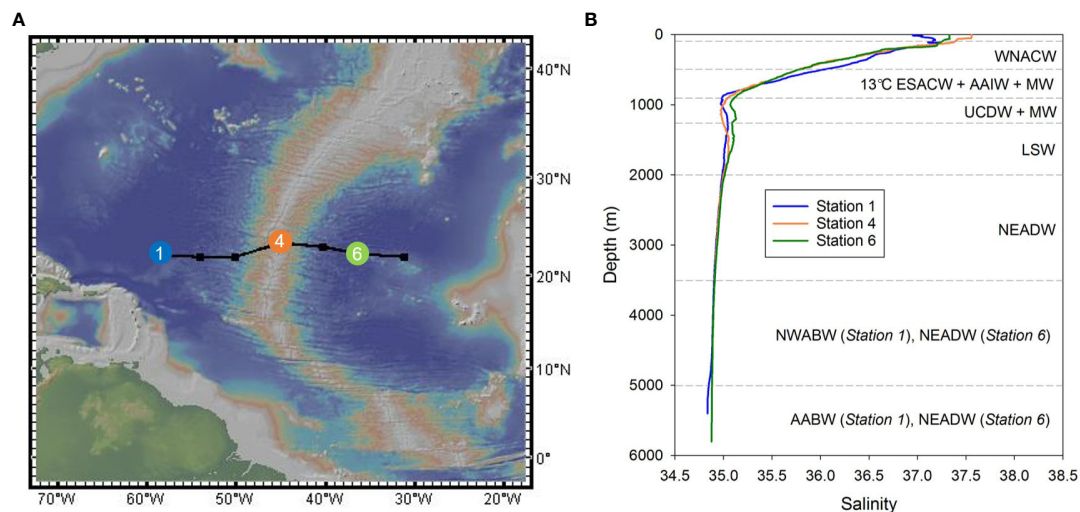 A
40°N
30°N
20°N
10°N
0°
70°W 60°W 50°W 40°W 30°W 20°W
1
4
6
B
0
1000
2000
3000
4000
5000
6000
Depth (m)
34.5 35.0 35.5 36.0 36.5 37.0 37.5 38.0 38.5
Salinity
WNACW
13°C ESACW + AAIW + MW
UCDW + MW
LSW
Station 1
Station 4
Station 6
NEADW
NWABW (Station 1), NEADW (Station 6)
AABW (Station 1), NEADW (Station 6)